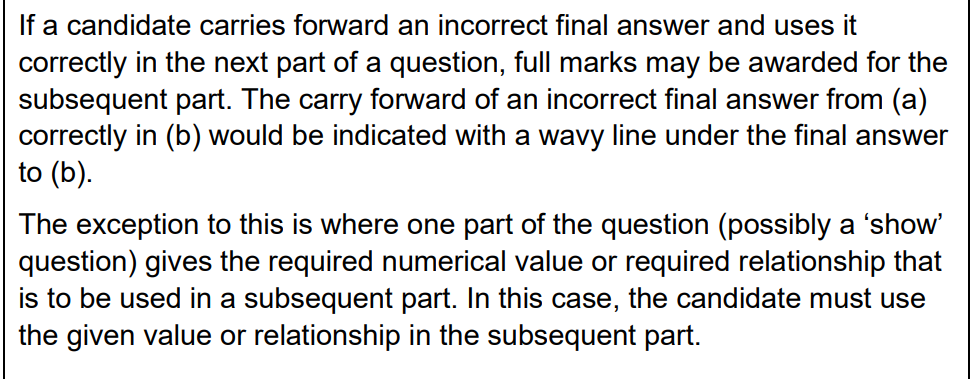 If a candidate carries forward an incorrect final answer and uses it
correctly in the next part of a question, full marks may be awarded for the
subsequent part. The carry forward of an incorrect final answer from (a)
correctly in (b) would be indicated with a wavy line under the final answer
to (b).
The exception to this is where one part of the question (possibly a ‘show’
question) gives the required numerical value or required relationship that
is to be used in a subsequent part. In this case, the candidate must use
the given value or relationship in the subsequent part.